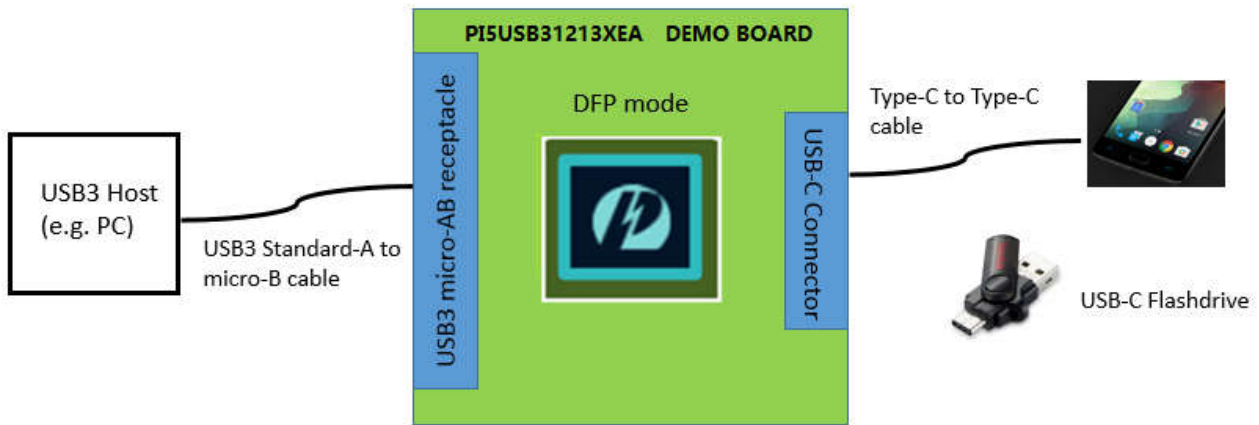 PI5USB31213XEA DEMO BOARD
DFP mode
USB3 Host
(e.g. PC)
USB3 Standard-A to
micro-B cable
USB3 micro-AB receptacle
USB-C Connector
Type-C to Type-C
cable
USB-C Flashdrive